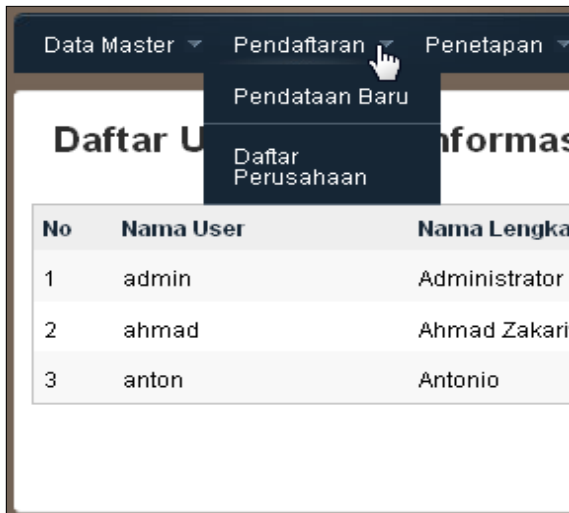 Data Master Pendaftaran Penetapan
Pendataan Baru
Daftar
Perusahaan
Daftar U
No Nama User Nama Lengka
1 admin Administrator
2 ahmad Ahmad Zakari
3 anton Antonio